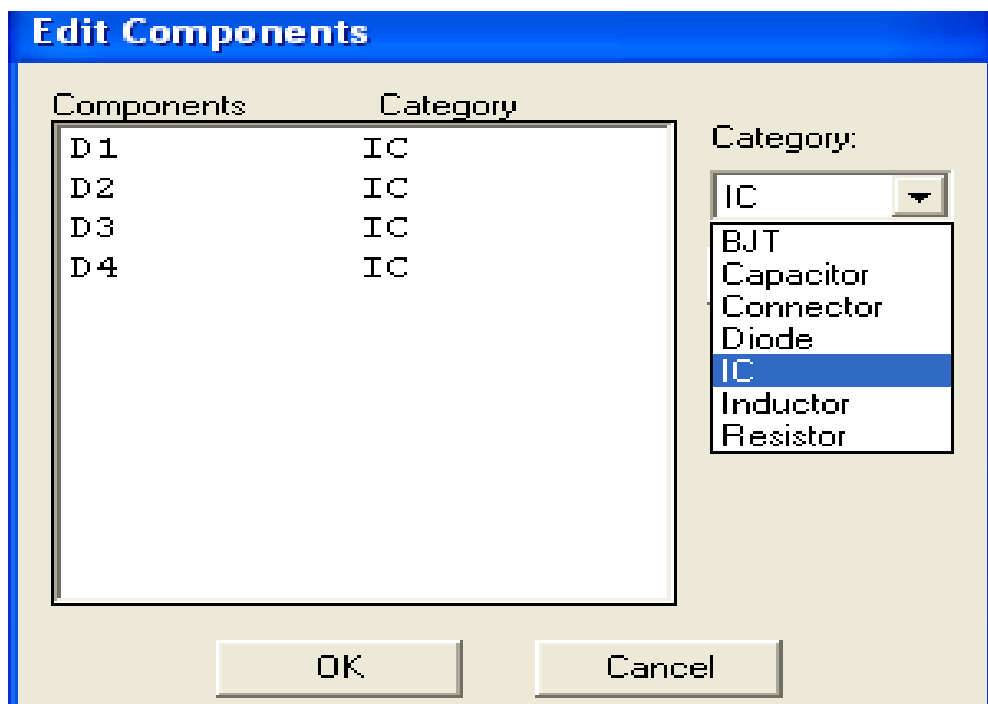 Edit Components
Components Category
D1 IC
D2 IC
D3 IC
D4 IC
Category:
IC
BJT
Capacitor
Connector
Diode
IC
Inductor
Resistor
OK Cancel